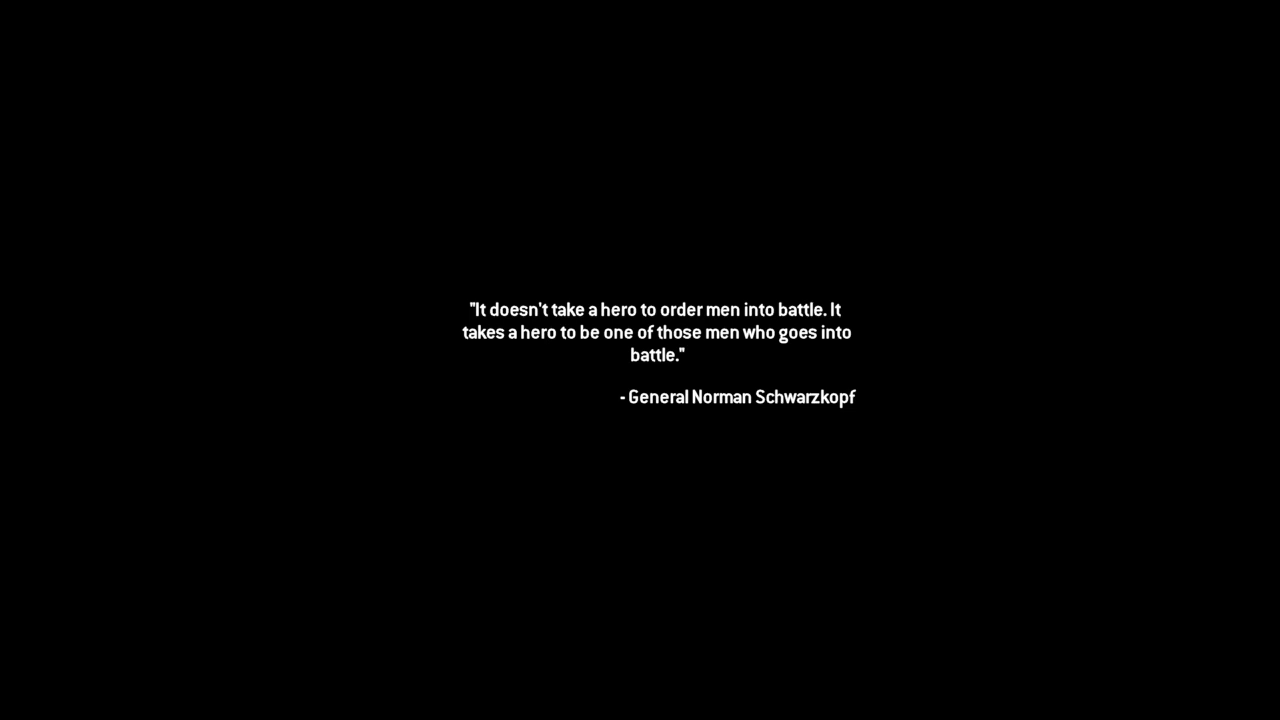 "It doesn't take a hero to order men into battle. It
takes a hero to be one of those men who goes into
battle."
- General Norman Schwarzkopf